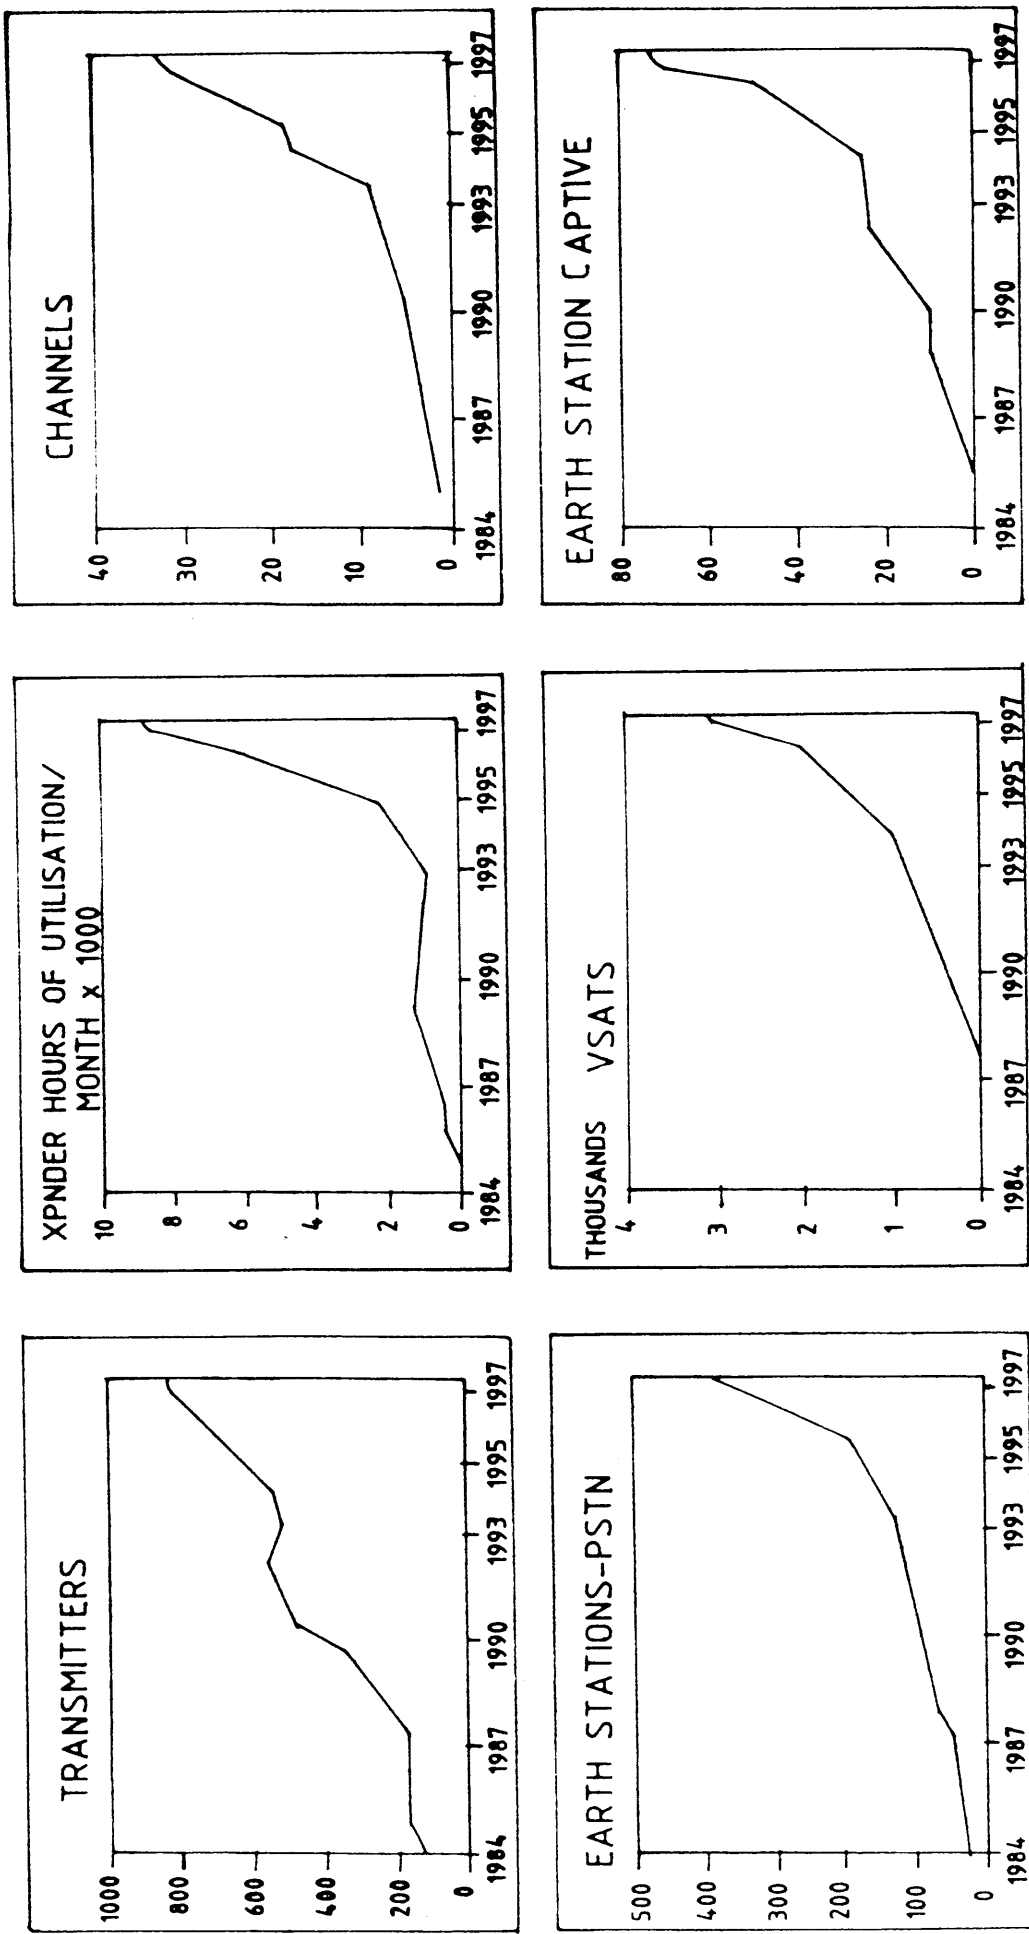 TRANSMITTERS
1000
800
600
400
200
0
1984 1987 1990 1993 1995 1997
XPNDER HOURS OF UTILISATION/
MONTH x 1000
10
8
6
4
2
0
1984 1987 1990 1993 1995 1997
CHANNELS
40
30
20
10
0
1984 1987 1990 1993 1995 1997
EARTH STATIONS-PSTN
500
400
300
200
100
0
1984 1987 1990 1993 1995 1997
THOUSANDS VSATS
4
3
2
1
0
1984 1987 1990 1993 1995 1997
EARTH STATION CAPTIVE
80
60
40
20
0
1984 1987 1990 1993 1995 1997